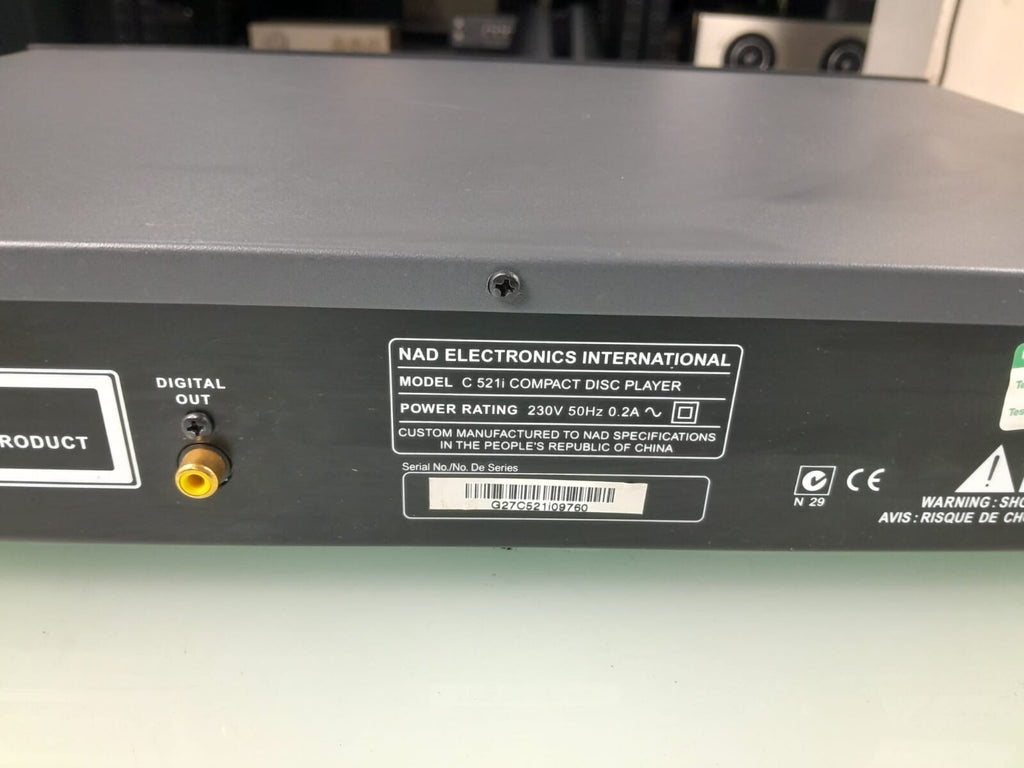 RODUCT
DIGITAL
OUT
NAD ELECTRONICS INTERNATIONAL
MODEL C 521i COMPACT DISC PLAYER
POWER RATING 230V 50Hz 0.2A
CUSTOM MANUFACTURED TO NAD SPECIFICATIONS
IN THE PEOPLE'S REPUBLIC OF CHINA
Serial No./No. De Series
G27C521i09760
N 29
CE
WARNING : SHO
AVIS : RISQUE DE CHO